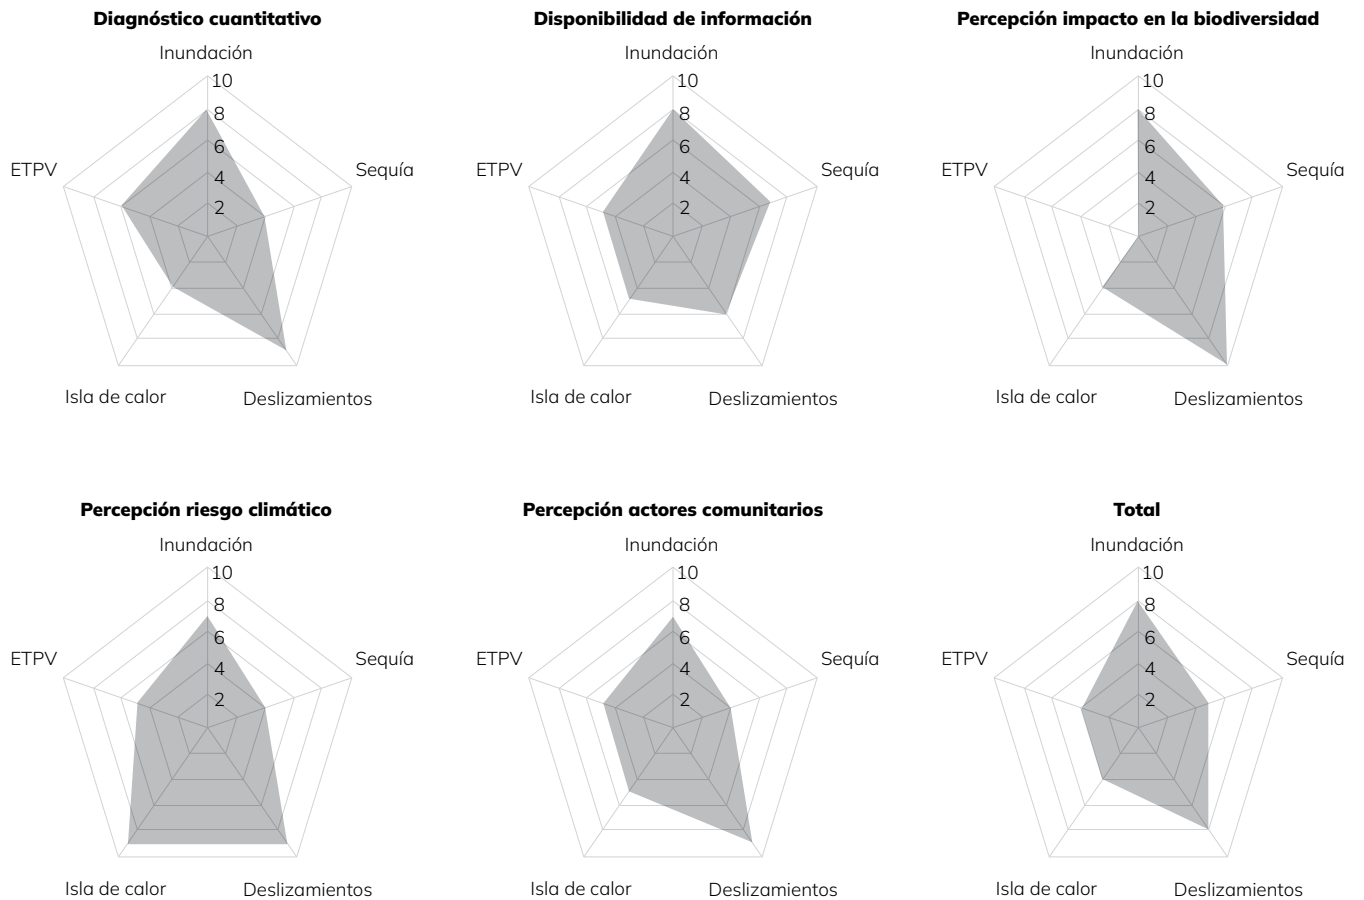 Diagnóstico cuantitativo
Inundación
10
8
6
4
2
ETPV
Sequía
Isla de calor
Deslizamientos
Disponibilidad de información
Inundación
10
8
6
4
2
ETPV
Sequía
Isla de calor
Deslizamientos
Percepción impacto en la biodiversidad
Inundación
10
8
6
4
2
ETPV
Sequía
Isla de calor
Deslizamientos
Percepción riesgo climático
Inundación
10
8
6
4
2
ETPV
Sequía
Isla de calor
Deslizamientos
Percepción actores comunitarios
Inundación
10
8
6
4
2
ETPV
Sequía
Isla de calor
Deslizamientos
Total
Inundación
10
8
6
4
2
ETPV
Sequía
Isla de calor
Deslizamientos